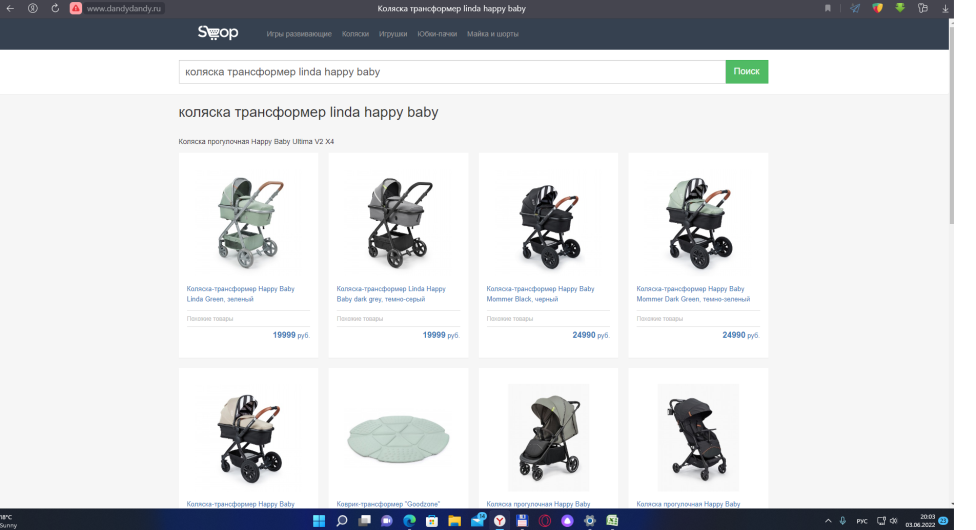 www.dandydandy.ru
Коляска трансформер linda happy baby
Shop
Игры развивающие Коляски Игрушки Юбки-пачки Майка и шорты
коляска трансформер linda happy baby
Поиск
коляска трансформер linda happy baby
Коляска прогулочная Happy Baby Ultima V2 X4
Коляска-трансформер Happy Baby
Linda Green, зеленый
Похожие товары
19999 руб.
Коляска-трансформер Linda Happy
Baby dark grey, темно-серый
Похожие товары
19999 руб.
Коляска-трансформер Happy Baby
Mommer Black, черный
24990 руб.
Коляска-трансформер Happy Baby
Mommer Dark Green, темно-зеленый
Похожие товары
24990 руб.
Коляска-трансформер Happy Baby
Коврик-трансформер "Goodzone"
Коляска прогулочная Happy Baby
Коляска прогулочная Happy Baby
18°C
Sunny
РУС
20:03
03.06.2022
23